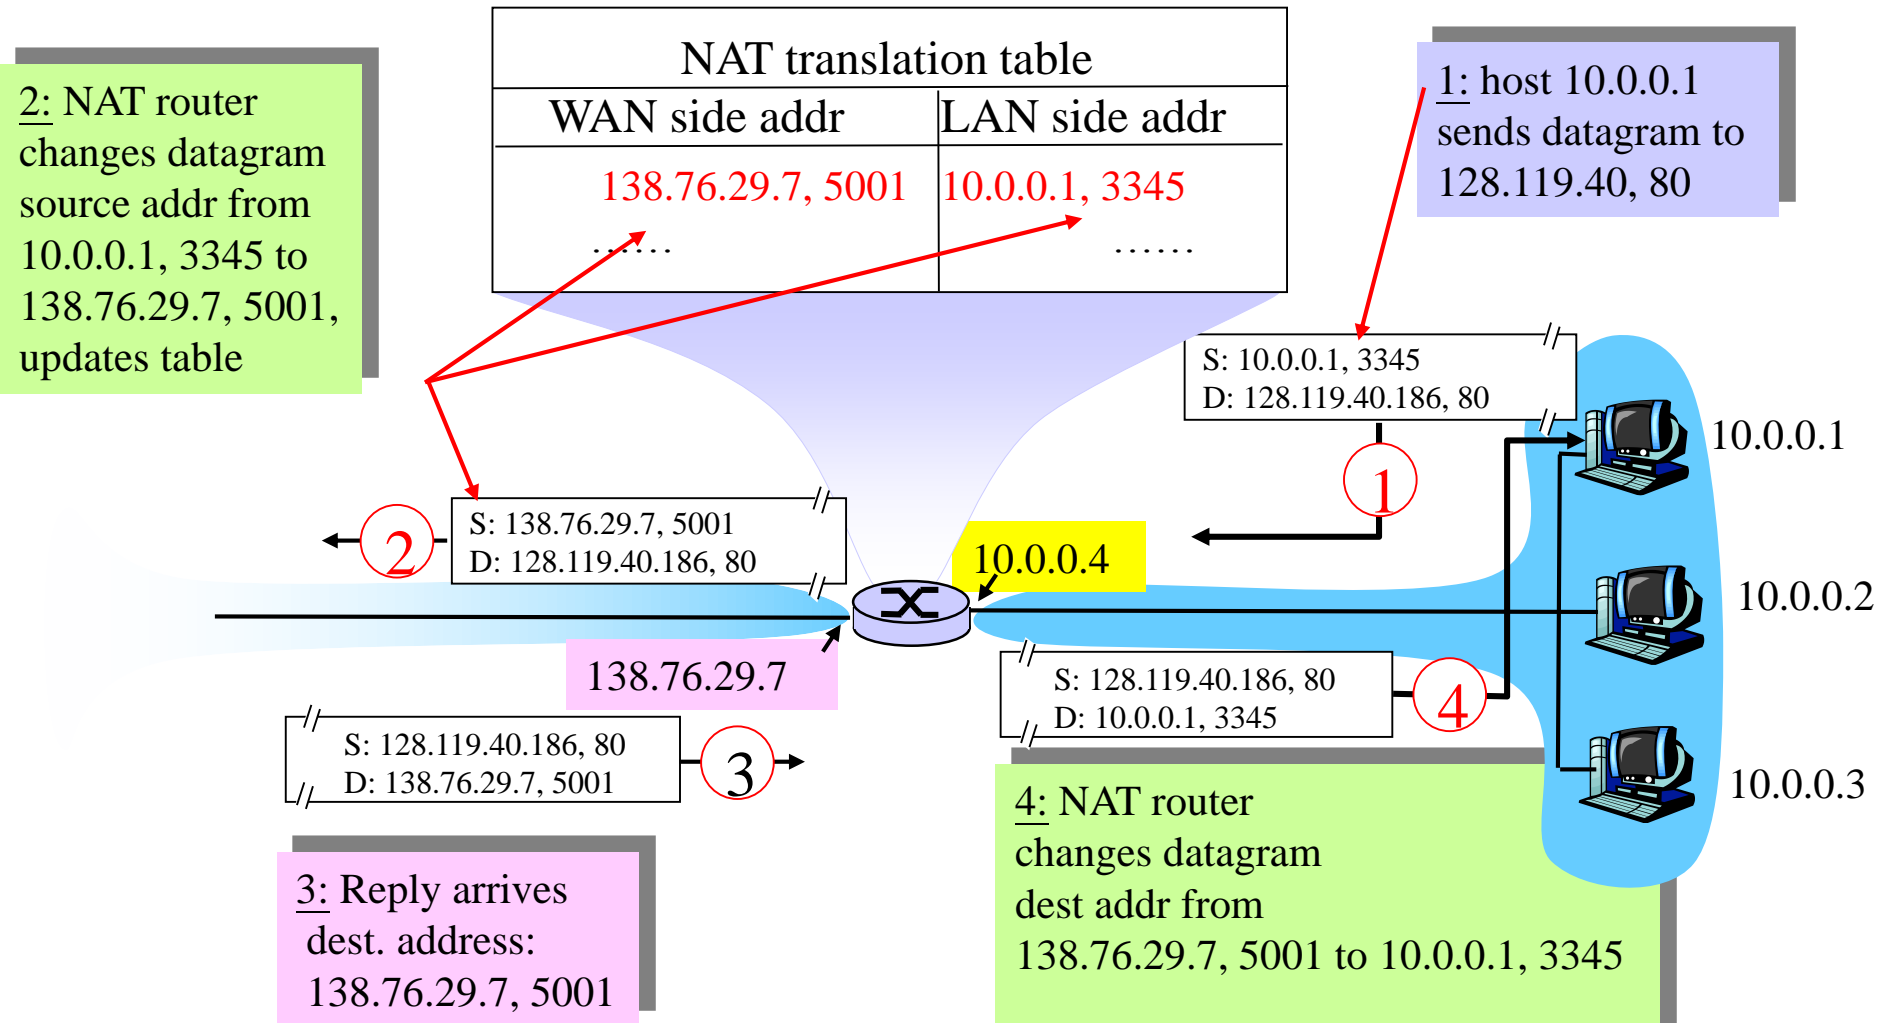 NAT translation table
WAN side addr LAN side addr
138.76.29.7, 5001 10.0.0.1, 3345
...... ......
2: NAT router
changes datagram
source addr from
10.0.0.1, 3345 to
138.76.29.7, 5001,
updates table
1: host 10.0.0.1
sends datagram to
128.119.40, 80
S: 10.0.0.1, 3345
D: 128.119.40.186, 80
1
10.0.0.1
S: 138.76.29.7, 5001
D: 128.119.40.186, 80
2
10.0.0.4
10.0.0.2
138.76.29.7
S: 128.119.40.186, 80
D: 10.0.0.1, 3345
4
S: 128.119.40.186, 80
D: 138.76.29.7, 5001
3
10.0.0.3
3: Reply arrives
dest. address:
138.76.29.7, 5001
4: NAT router
changes datagram
dest addr from
138.76.29.7, 5001 to 10.0.0.1, 3345